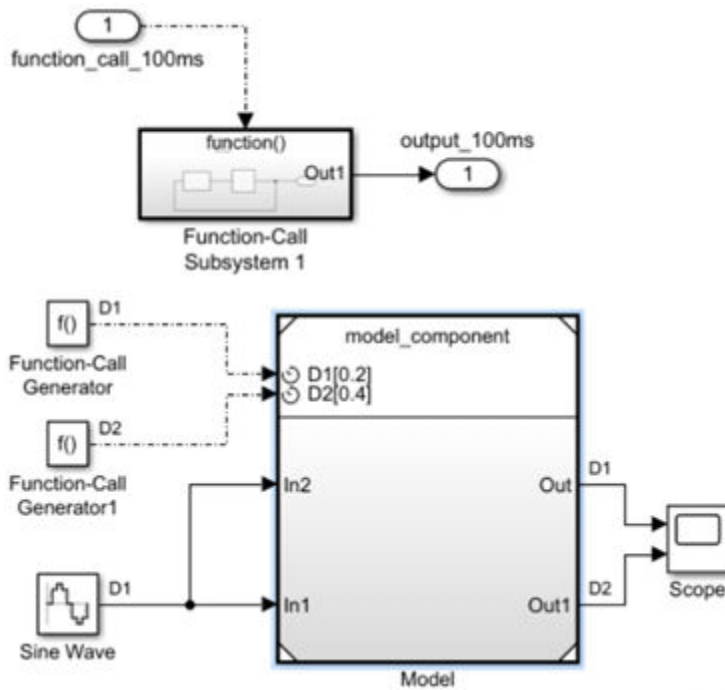 1
function_call_100ms
function()
Out1
output_100ms
1
Function-Call
Subsystem 1
D1
f()
Function-Call
Generator
D2
f()
Function-Call
Generator1
model_component
D1[0.2]
D2[0.4]
In2
Out
D1
In1
Out1
D2
D1
Sine Wave
Scope
Model